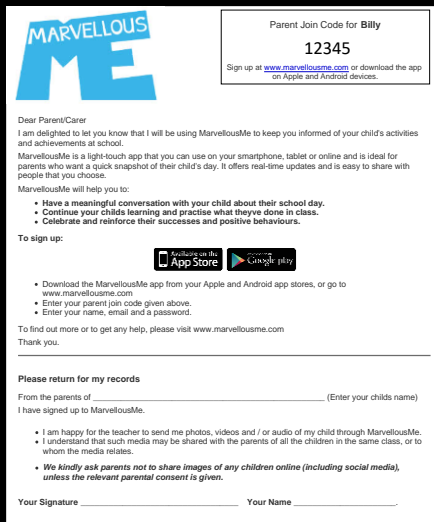 MARVELLOUS
ME
Parent Join Code for Billy
12345
Sign up at www.marvellousme.com or download the app
on Apple and Android devices.
Dear Parent/Carer
I am delighted to let you know that I will be using MarvellousMe to keep you informed of your child's activities
and achievements at school.
MarvellousMe is a light-touch app that you can use on your smartphone, tablet or online and is ideal for
parents who want a quick snapshot of their child's day. It offers real-time updates and is easy to share with
people that you choose.
MarvellousMe will help you to:
• Have a meaningful conversation with your child about their school day.
• Continue your childs learning and practise what theyve done in class.
• Celebrate and reinforce their successes and positive behaviours.
To sign up:
Available on the
App Store
Google play
• Download the MarvellousMe app from your Apple and Android app stores, or go to
www.marvellousme.com
• Enter your parent join code given above.
• Enter your name, email and a password.
To find out more or to get any help, please visit www.marvellousme.com
Thank you.
Please return for my records
From the parents of ______________________ (Enter your childs name)
I have signed up to MarvellousMe.
• I am happy for the teacher to send me photos, videos and / or audio of my child through MarvellousMe.
• I understand that such media may be shared with the parents of all the children in the same class, or to
whom the media relates.
• We kindly ask parents not to share images of any children online (including social media),
unless the relevant parental consent is given.
Your Signature ______________________ Your Name ______________________.